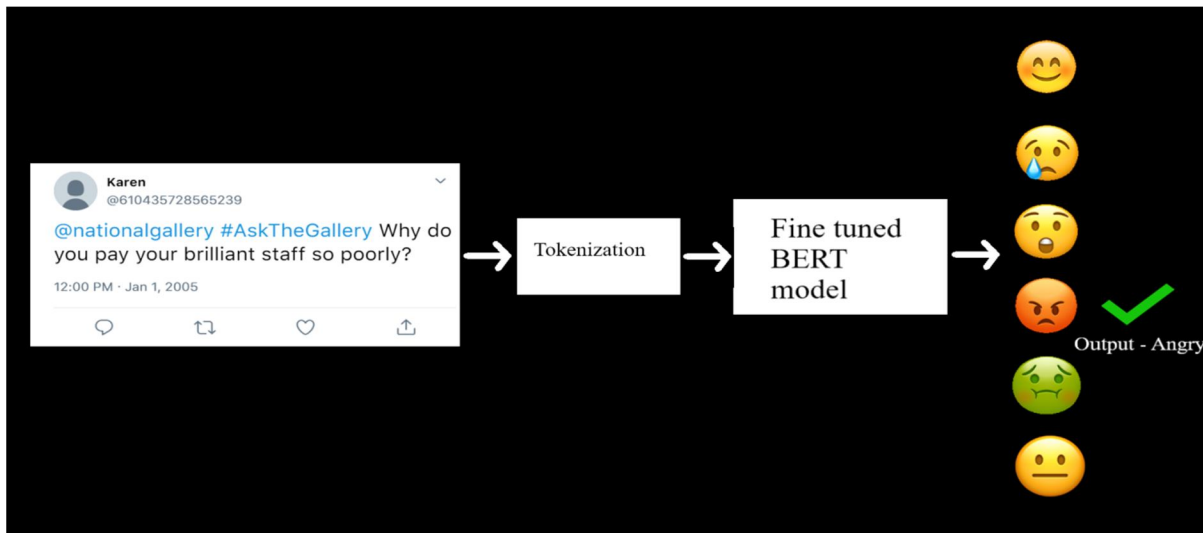 Karen
@610435728565239
@nationalgallery #AskTheGallery Why do
you pay your brilliant staff so poorly?
12:00 PM · Jan 1, 2005
Tokenization
Fine tuned
BERT
model
Output - Angry